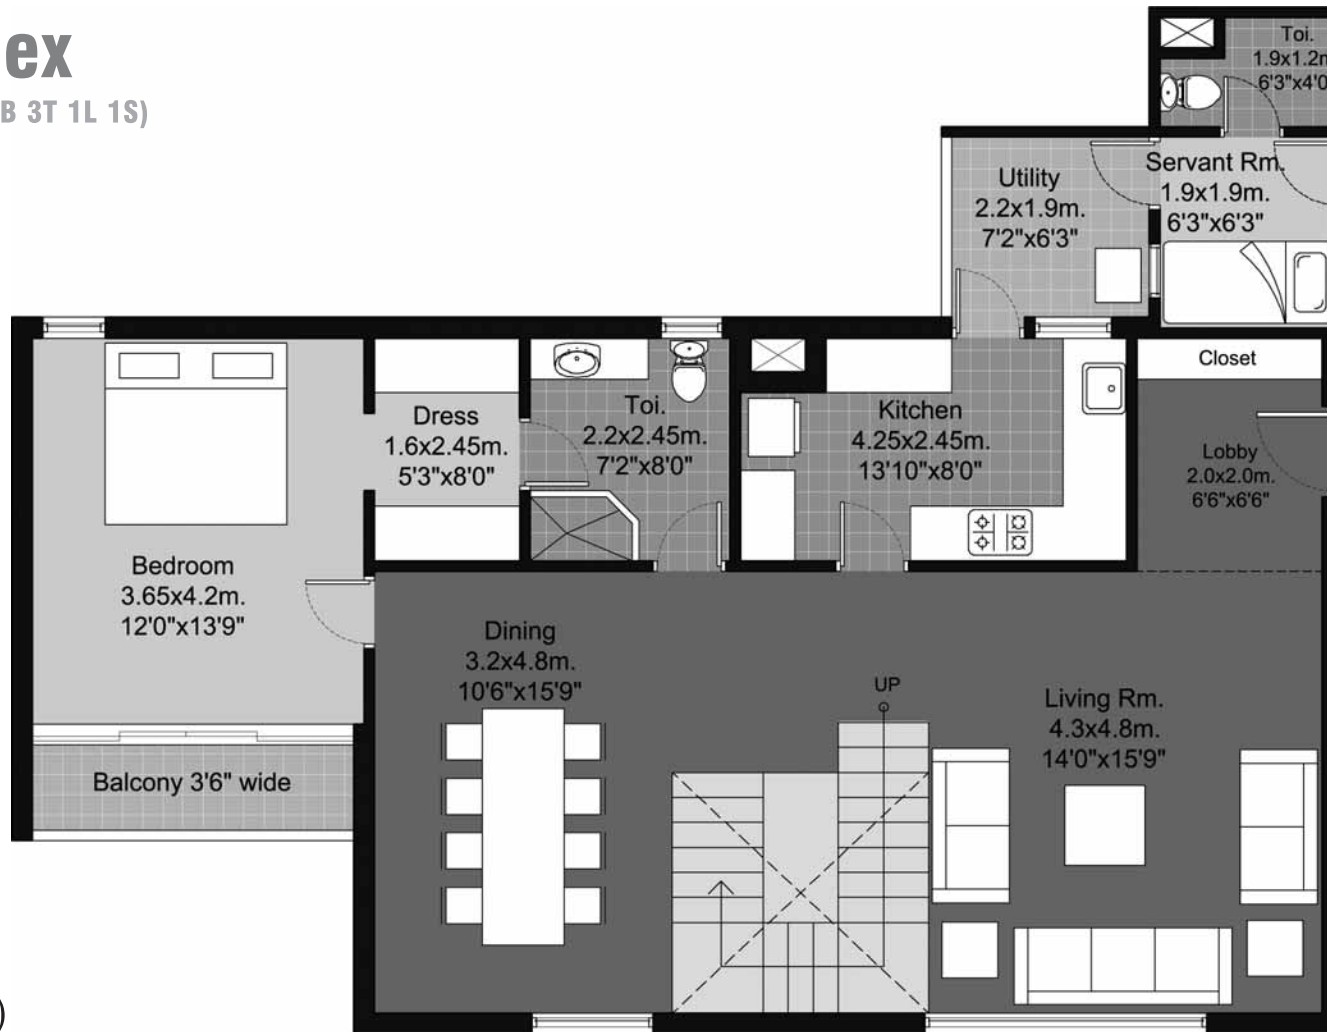 ex
B 3T 1L 1S)
Toi.
1.9x1.2m
6'3"x4'0
Utility
2.2x1.9m.
7'2"x6'3"
Servant Rm.
1.9x1.9m.
6'3"x6'3"
Closet
Dress
1.6x2.45m.
5'3"x8'0"
Toi.
2.2x2.45m.
7'2"x8'0"
Kitchen
4.25x2.45m.
13'10"x8'0"
Lobby
2.0x2.0m.
6'6"x6'6"
Bedroom
3.65x4.2m.
12'0"x13'9"
Dining
3.2x4.8m.
10'6"x15'9"
UP
Living Rm.
4.3x4.8m.
14'0"x15'9"
Balcony 3'6" wide
)